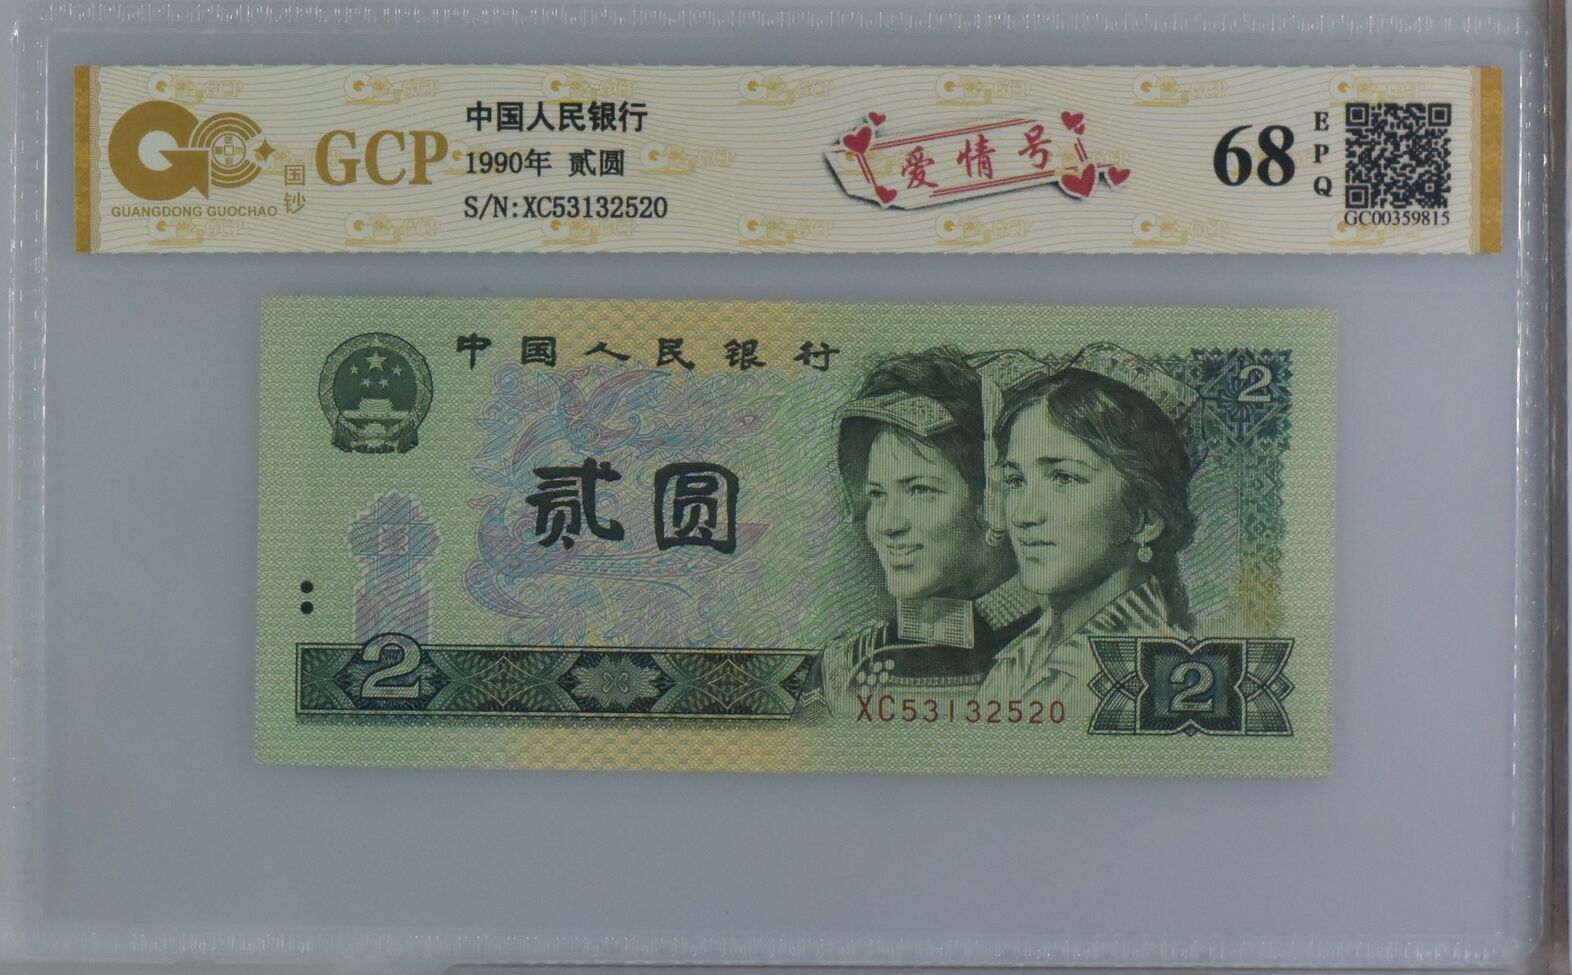 GCP
国钞
GUANGDONG GUOCHAO
中国人民银行
1990年 贰圆
S/N:XC53132520
爱情号
68
EPQ
GC00359815
中国人民银行
2
贰圆
2
XC53132520
2